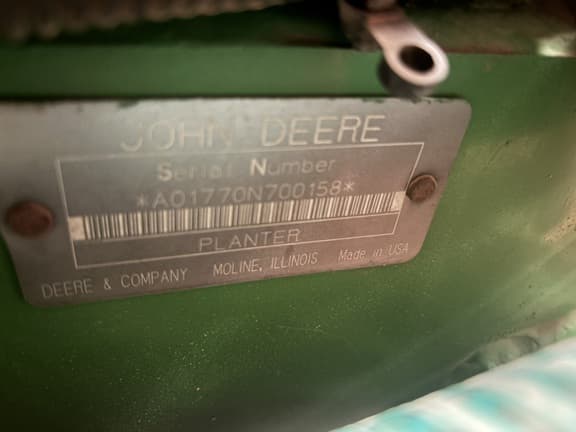 JOHN DEERE
Serial Number
*A01770N700158*
PLANTER
DEERE & COMPANY MOLINE, ILLINOIS Made in USA